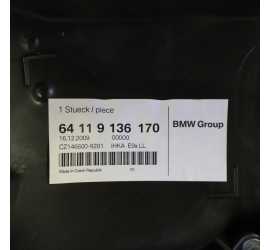 1 Stueck / piece
64 11 9 136 170
BMW Group
16.12.2009 00000
CZ146500-9201 IHKA E9x LL
Made in Czech Republic